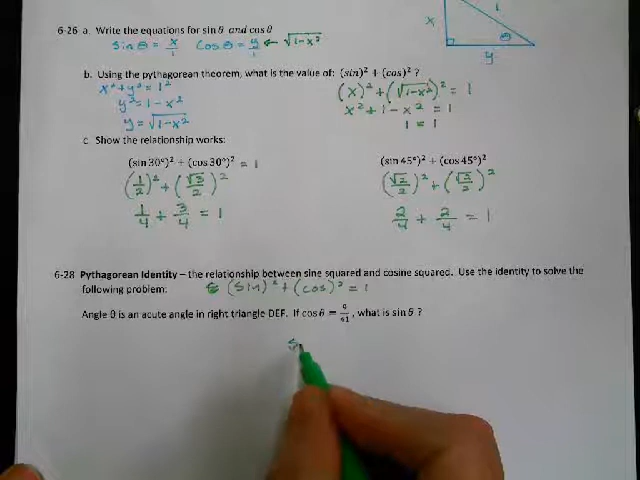 6-26 a. Write the equations for sin θ and cos θ
sin θ = x/1   cos θ = y/1 ← √(1-x²)
x
1
θ
y
b. Using the pythagorean theorem, what is the value of: (sin)² + (cos)² ?
x² + y² = 1²
y² = 1 - x²
y = √(1-x²)
(x)² + (√(1-x²))² = 1
x² + 1 - x² = 1
1 = 1
c. Show the relationship works:
(sin 30°)² + (cos 30°)² = 1
(1/2)² + (√3/2)²
1/4 + 3/4 = 1
(sin 45°)² + (cos 45°)²
(√2/2)² + (√2/2)²
2/4 + 2/4 = 1
6-28 Pythagorean Identity – the relationship between sine squared and cosine squared. Use the identity to solve the
following problem:
(sin)² + (cos)² = 1
Angle θ is an acute angle in right triangle DEF. If cos θ = 9/41, what is sin θ ?